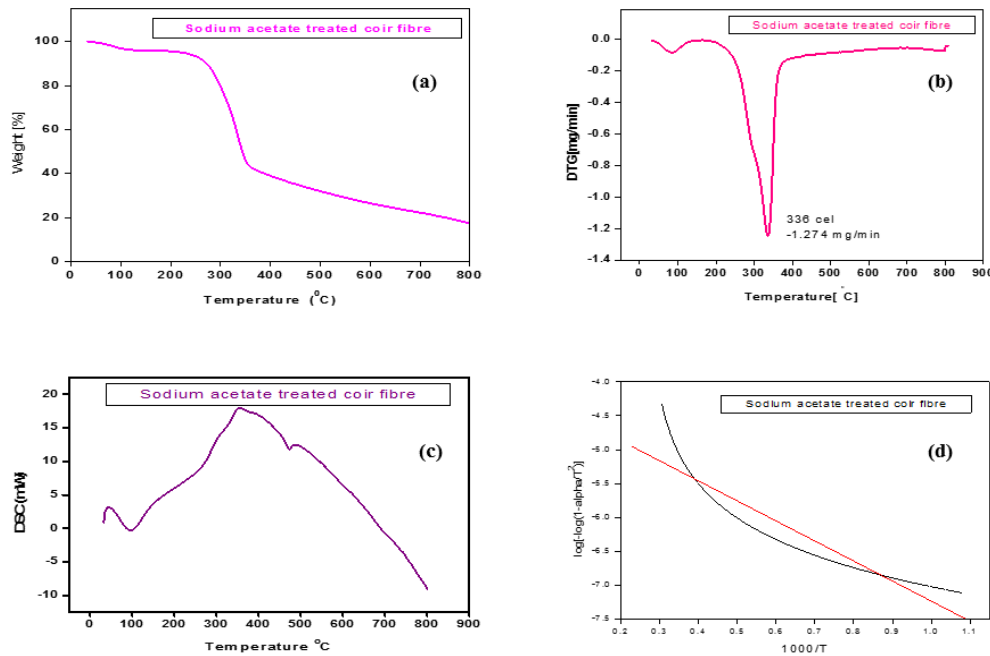 Sodium acetate treated coir fibre
(a)
Weight [%]
100
80
60
40
20
0
0 100 200 300 400 500 600 700 800
Temperature (°C)
Sodium acetate treated coir fibre
(b)
DTG[mg/min]
0.0
-0.2
-0.4
-0.6
-0.8
-1.0
-1.2
-1.4
336 cel
-1.274 mg/min
0 100 200 300 400 500 600 700 800 900
Temperature[ °C]
Sodium acetate treated coir fibre
(c)
DSC(mW)
20
15
10
5
0
-5
-10
0 100 200 300 400 500 600 700 800 900
Temperature °C
Sodium acetate treated coir fibre
(d)
log[-log(1-alpha/T²)]
-4.0
-4.5
-5.0
-5.5
-6.0
-6.5
-7.0
-7.5
0.2 0.3 0.4 0.5 0.6 0.7 0.8 0.9 1.0 1.1
1000/T